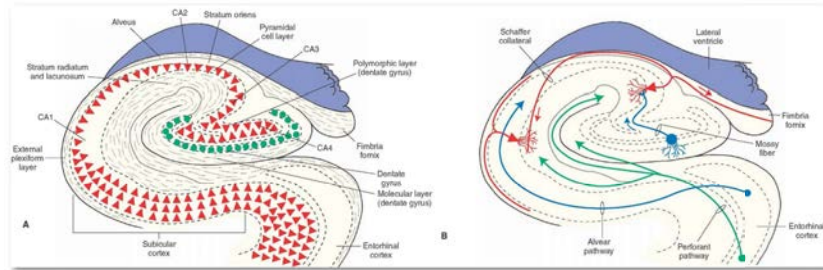 CA2
Stratum oriens
Alveus
Pyramidal
cell layer
CA3
Stratum radiatum
and lacunosum
Polymorphic layer
(dentate gyrus)
CA1
External
plexiform
layer
CA4
Fimbria
fornix
Dentate
gyrus
Molecular layer
(dentate gyrus)
A
Subicular
cortex
Entorhinal
cortex
Schaffer
collateral
Lateral
ventricle
Fimbria
fornix
Mossy
fiber
Entorhinal
cortex
B
Alvear
pathway
Perforant
pathway